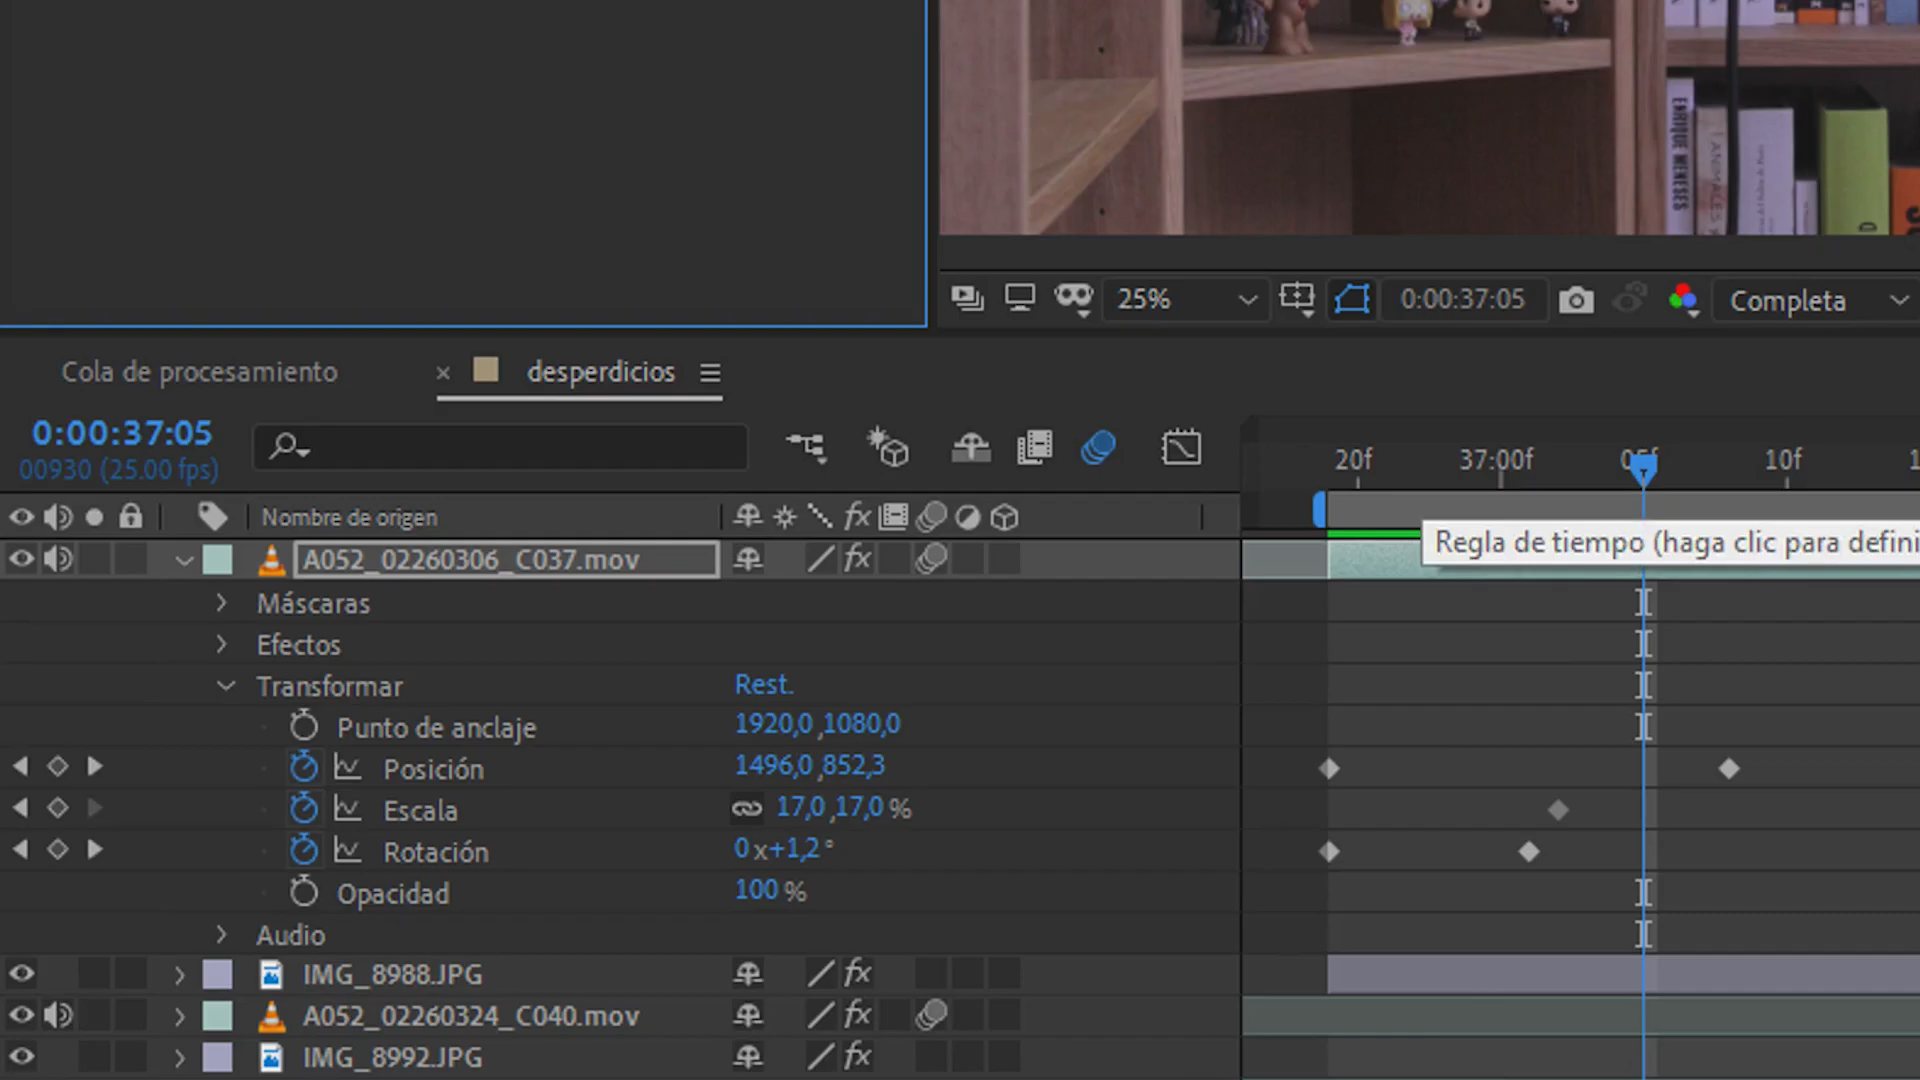 ENRIQUE MENESES
25%
0:00:37:05
Completa
Cola de procesamiento
× desperdicios
0:00:37:05
00930 (25.00 fps)
20f 37:00f 05f 10f
Nombre de origen
Regla de tiempo (haga clic para defini
A052_02260306_C037.mov
Máscaras
Efectos
Transformar Rest.
Punto de anclaje 1920,0 ,1080,0
Posición 1496,0 ,852,3
Escala 17,0 ,17,0 %
Rotación 0 x +1,2 °
Opacidad 100 %
Audio
IMG_8988.JPG
A052_02260324_C040.mov
IMG_8992.JPG